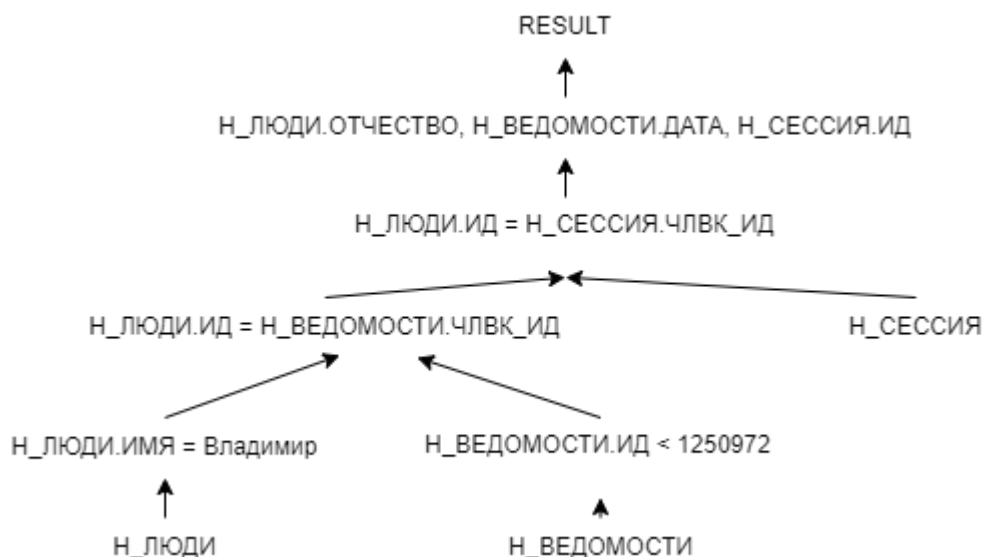 RESULT
Н_ЛЮДИ.ОТЧЕСТВО, Н_ВЕДОМОСТИ.ДАТА, Н_СЕССИЯ.ИД
Н_ЛЮДИ.ИД = Н_СЕССИЯ.ЧЛВК_ИД
Н_ЛЮДИ.ИД = Н_ВЕДОМОСТИ.ЧЛВК_ИД
Н_СЕССИЯ
Н_ЛЮДИ.ИМЯ = Владимир
Н_ВЕДОМОСТИ.ИД < 1250972
Н_ЛЮДИ
Н_ВЕДОМОСТИ